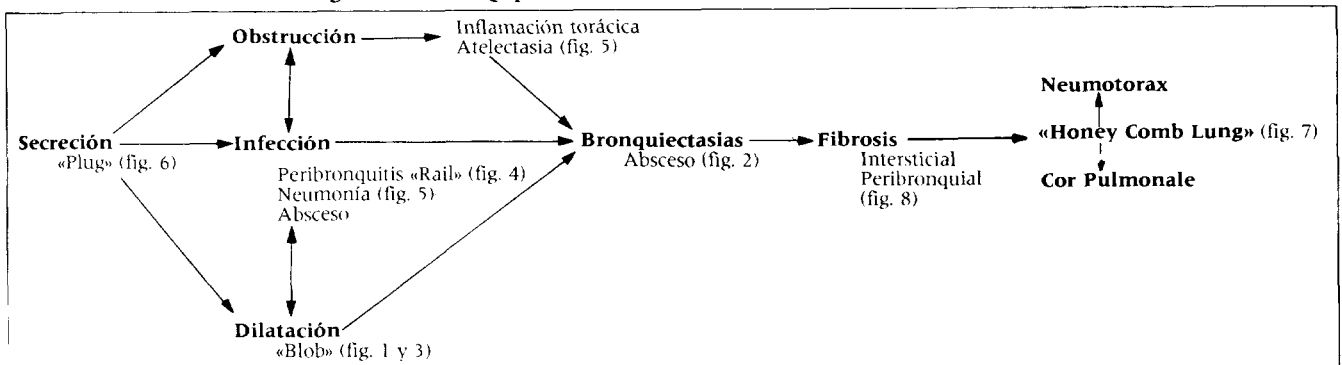 Obstrucción
Inflamación torácica
Atelectasia (fig. 5)
Secreción
«Plug» (fig. 6)
Infección
Peribronquitis «Rail» (fig. 4)
Neumonía (fig. 5)
Absceso
Dilatación
«Blob» (fig. 1 y 3)
Bronquiectasias
Absceso (fig. 2)
Fibrosis
Intersticial
Peribronquial
(fig. 8)
Neumotorax
«Honey Comb Lung» (fig. 7)
Cor Pulmonale